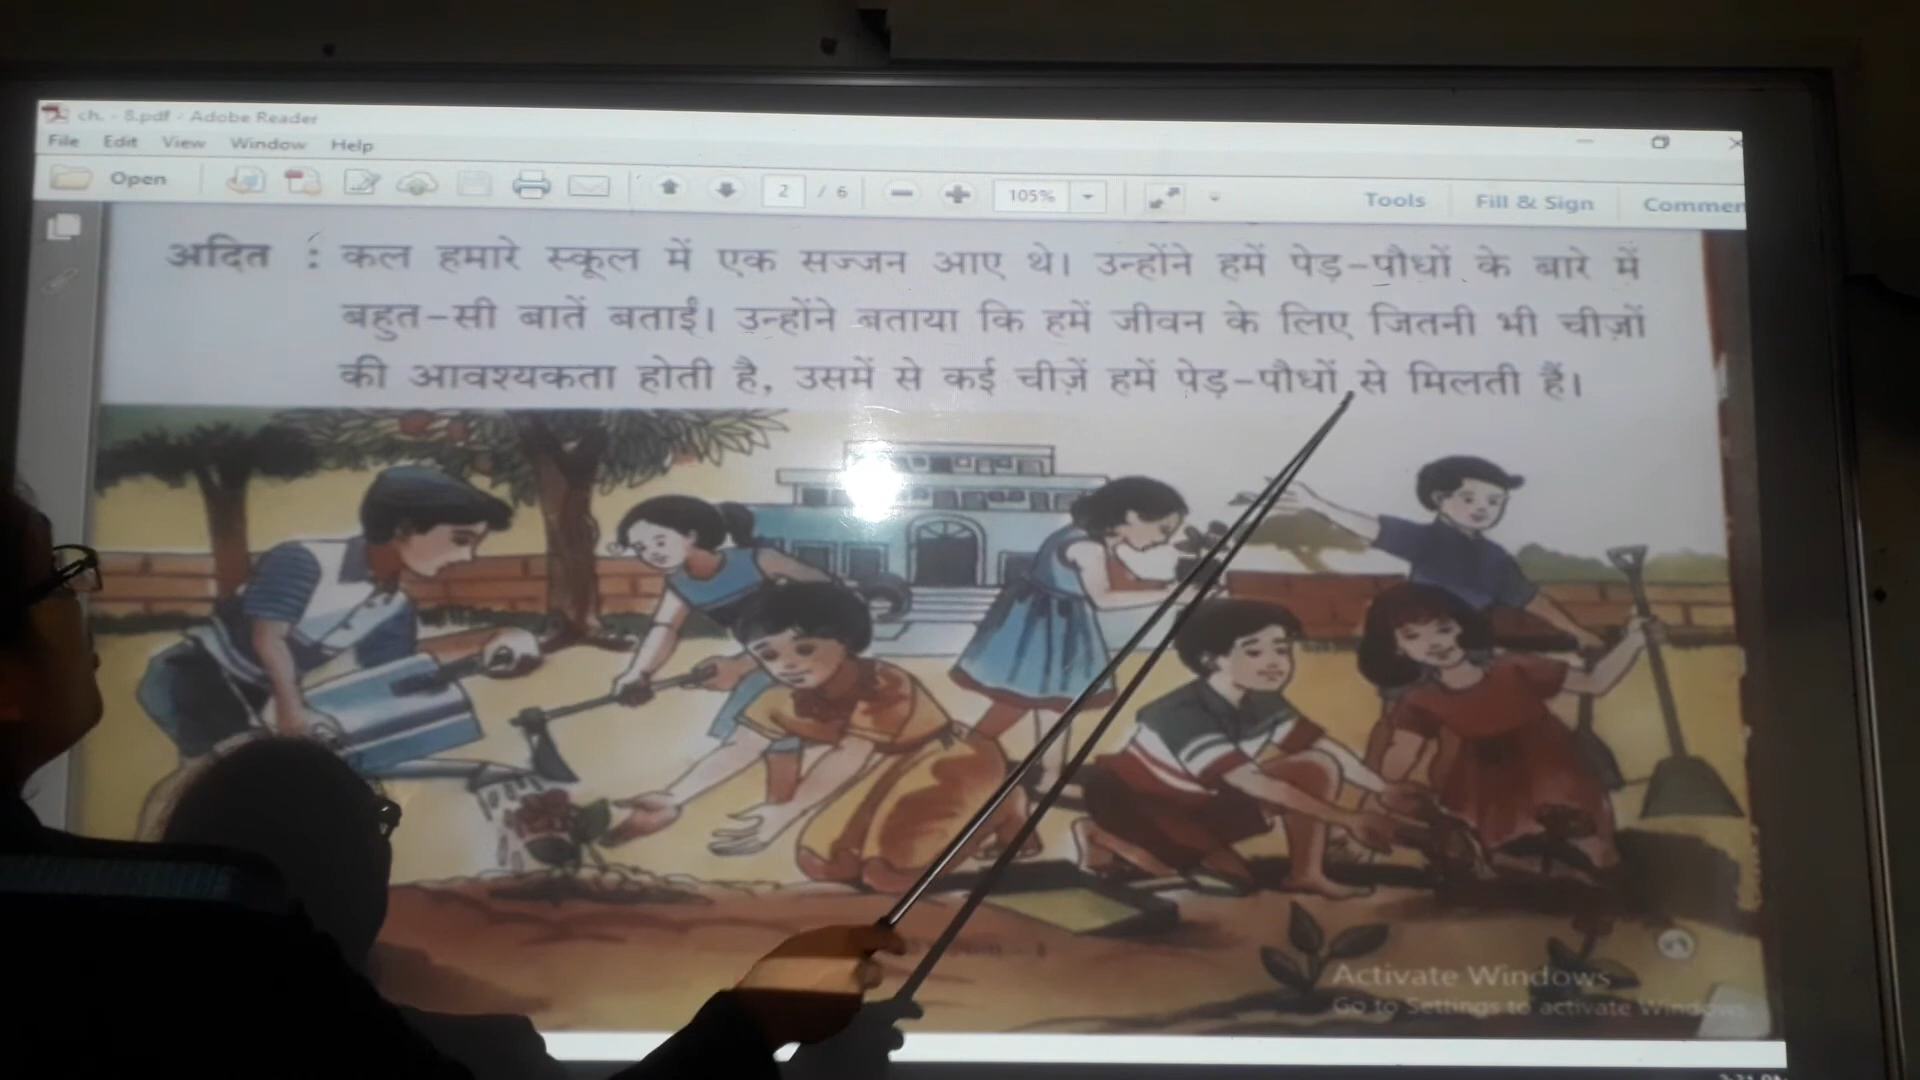 ch. - 8.pdf - Adobe Reader
File Edit View Window Help
Open 2 / 6 105% Tools Fill & Sign Commen
अदित : कल हमारे स्कूल में एक सज्जन आए थे। उन्होंने हमें पेड़-पौधों के बारे में
बहुत-सी बातें बताईं। उन्होंने बताया कि हमें जीवन के लिए जितनी भी चीज़ों
की आवश्यकता होती है, उसमें से कई चीज़ें हमें पेड़-पौधों से मिलती हैं।
Activate Windows
Go to Settings to activate Windows.